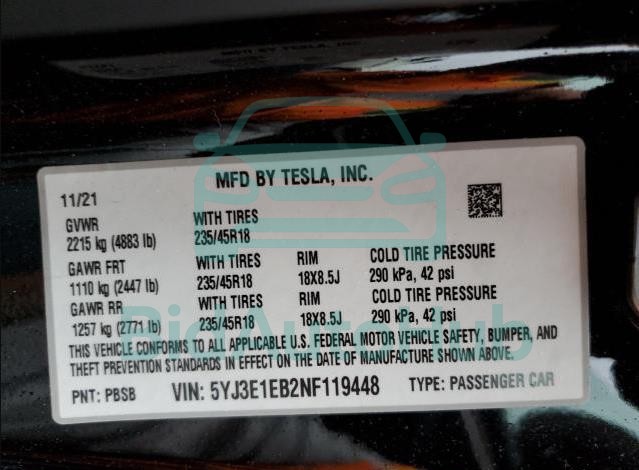 MFD BY TESLA, INC.
11/21
GVWR WITH TIRES
2215 kg (4883 lb) 235/45R18
GAWR FRT WITH TIRES RIM COLD TIRE PRESSURE
1110 kg (2447 lb) 235/45R18 18X8.5J 290 kPa, 42 psi
GAWR RR WITH TIRES RIM COLD TIRE PRESSURE
1257 kg (2771 lb) 235/45R18 18X8.5J 290 kPa, 42 psi
THIS VEHICLE CONFORMS TO ALL APPLICABLE U.S. FEDERAL MOTOR VEHICLE SAFETY, BUMPER, AND
THEFT PREVENTION STANDARDS IN EFFECT ON THE DATE OF MANUFACTURE SHOWN ABOVE.
PNT: PBSB VIN: 5YJ3E1EB2NF119448 TYPE: PASSENGER CAR